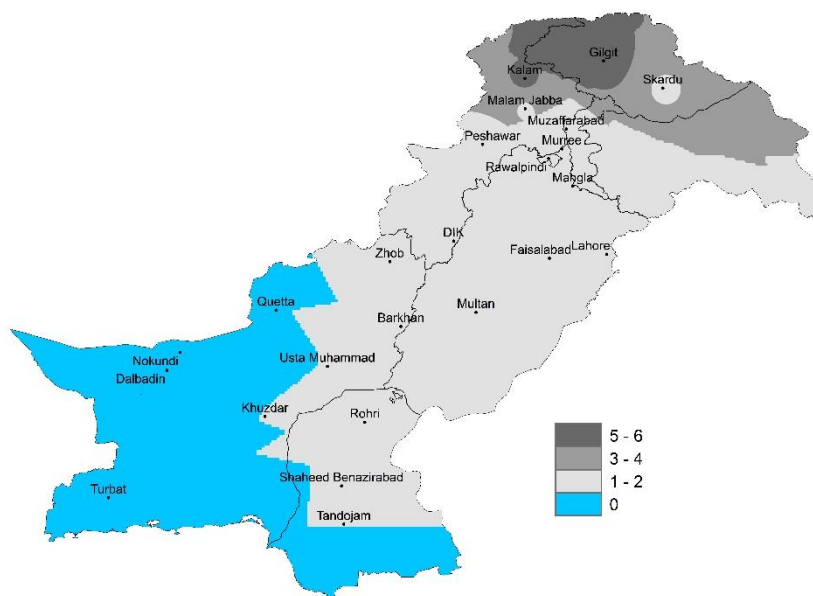 Gilgit
Kalam
Skardu
Malam Jabba
Muzaffarabad
Peshawar
Murree
Rawalpindi
Mangla
DIK
Zhob
Faisalabad
Lahore
Quetta
Multan
Barkhan
Nokundi
Usta Muhammad
Dalbadin
Khuzdar
Rohri
5 - 6
3 - 4
1 - 2
0
Shaheed Benazirabad
Turbat
Tandojam